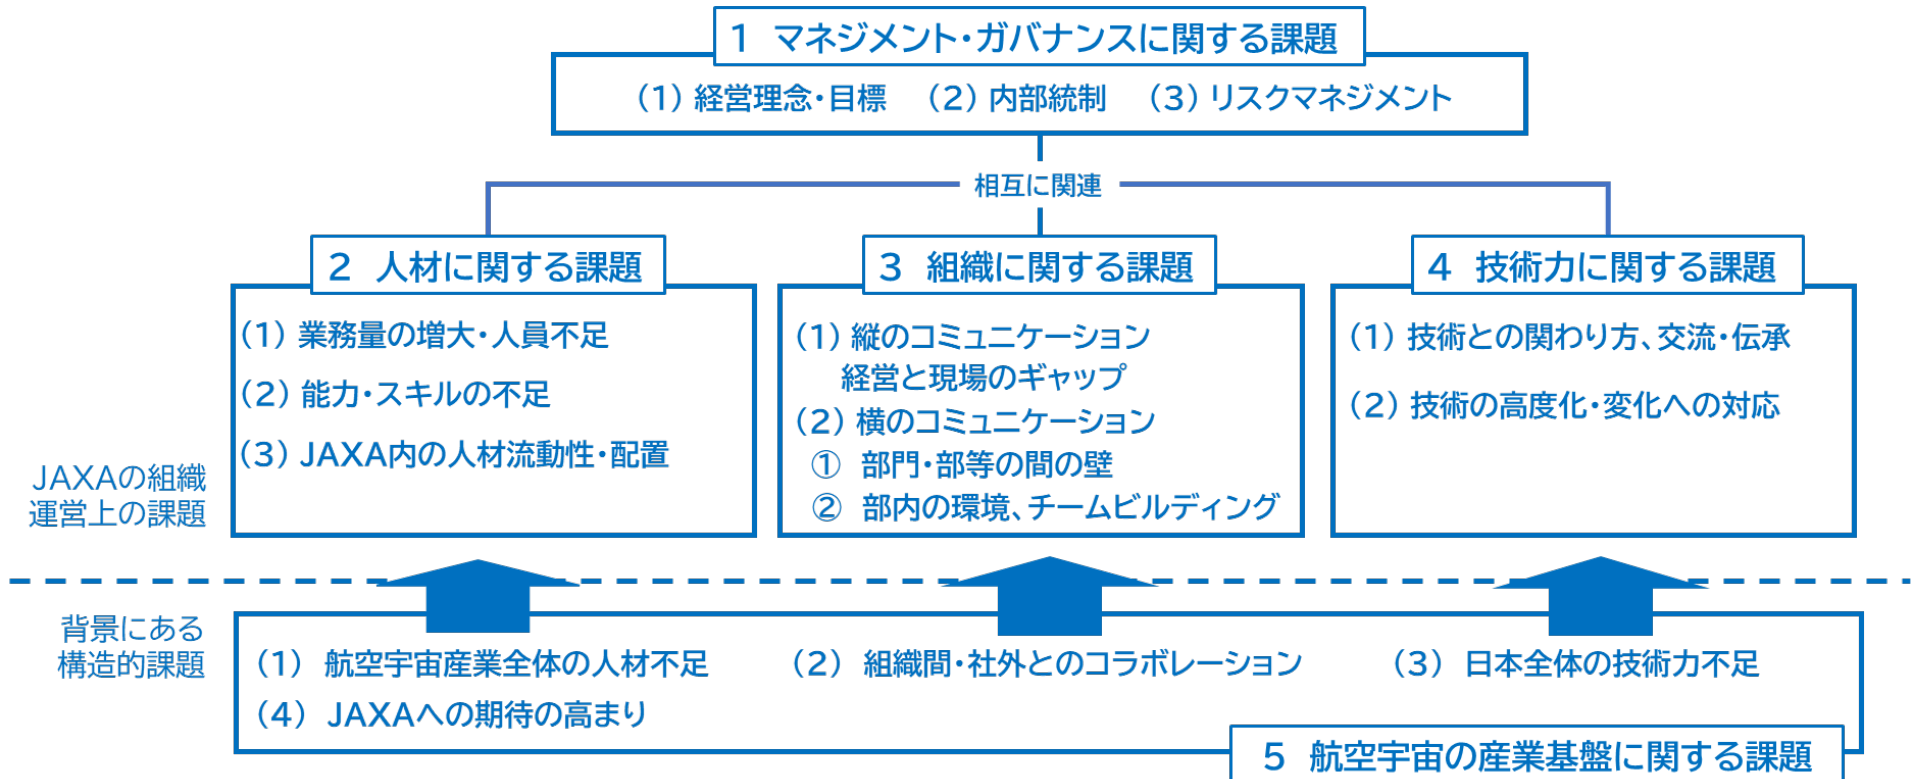 1 マネジメント・ガバナンスに関する課題
(1) 経営理念・目標 (2) 内部統制 (3) リスクマネジメント
相互に関連
2 人材に関する課題
(1) 業務量の増大・人員不足
(2) 能力・スキルの不足
(3) JAXA内の人材流動性・配置
3 組織に関する課題
(1) 縦のコミュニケーション
経営と現場のギャップ
(2) 横のコミュニケーション
① 部門・部等の間の壁
② 部内の環境、チームビルディング
4 技術力に関する課題
(1) 技術との関わり方、交流・伝承
(2) 技術の高度化・変化への対応
JAXAの組織
運営上の課題
背景にある
構造的課題
(1) 航空宇宙産業全体の人材不足
(2) 組織間・社外とのコラボレーション
(3) 日本全体の技術力不足
(4) JAXAへの期待の高まり
5 航空宇宙の産業基盤に関する課題